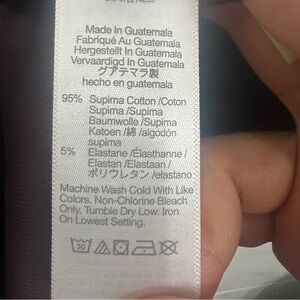 Made In Guatemala
Fabriqué Au Guatemala
Hergestellt In Guatemala
Vervaardigd In Guatemala
グアテマラ製
hecho en guatemala
95% Supima Cotton /Coton
Supima /Supima
Baumwolle /Supima
Katoen /綿 /algodón
supima
5% Elastane /Élasthanne /
Elastan /Elastaan /
ポリウレタン /elastano
Machine Wash Cold With Like
Colors. Non-Chlorine Bleach
Only. Tumble Dry Low. Iron
On Lowest Setting.
30